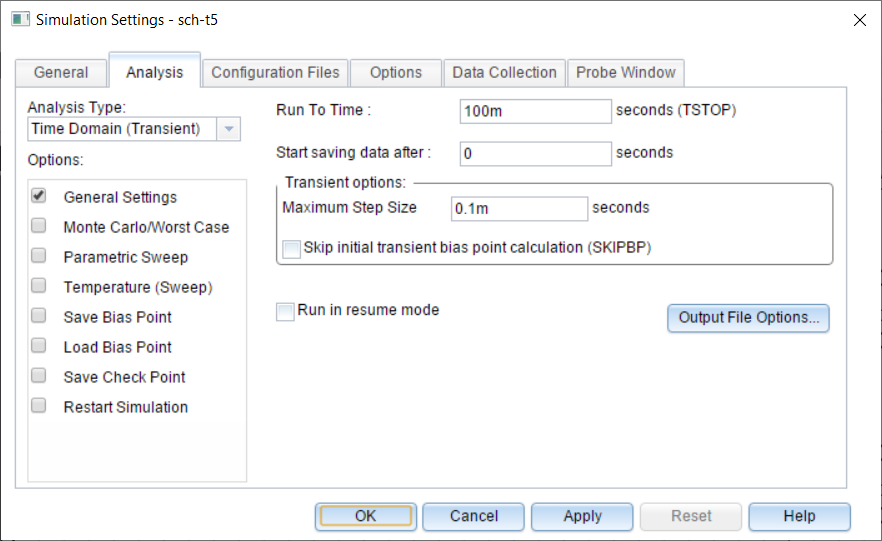 Simulation Settings - sch-t5
General
Analysis
Configuration Files
Options
Data Collection
Probe Window
Analysis Type:
Time Domain (Transient)
Options:
General Settings
Monte Carlo/Worst Case
Parametric Sweep
Temperature (Sweep)
Save Bias Point
Load Bias Point
Save Check Point
Restart Simulation
Run To Time : 100m seconds (TSTOP)
Start saving data after : 0 seconds
Transient options:
Maximum Step Size 0.1m seconds
Skip initial transient bias point calculation (SKIPBP)
Run in resume mode
Output File Options...
OK
Cancel
Apply
Reset
Help